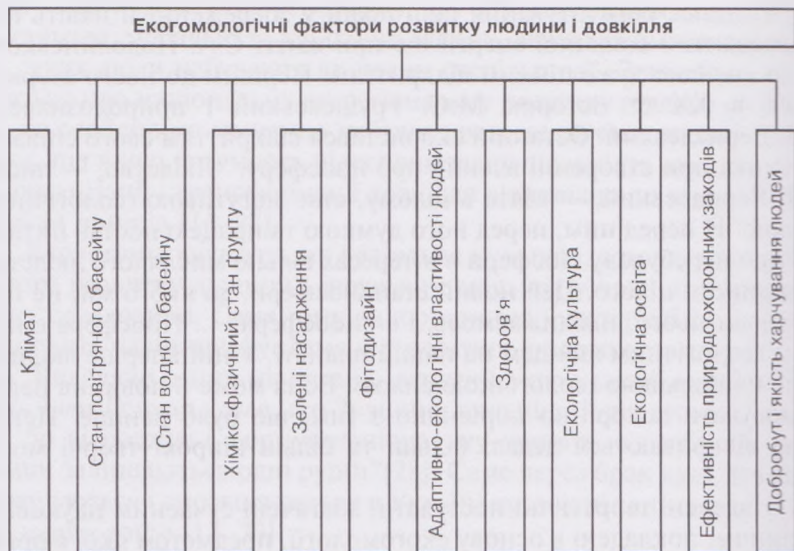 Екогомологічні фактори розвитку людини і довкілля
Клімат
Стан повітряного басейну
Стан водного басейну
Хіміко-фізичний стан ґрунту
Зелені насадження
Фітодизайн
Адаптивно-екологічні властивості людей
Здоров'я
Екологічна культура
Екологічна освіта
Ефективність природоохоронних заходів
Добробут і якість харчування людей